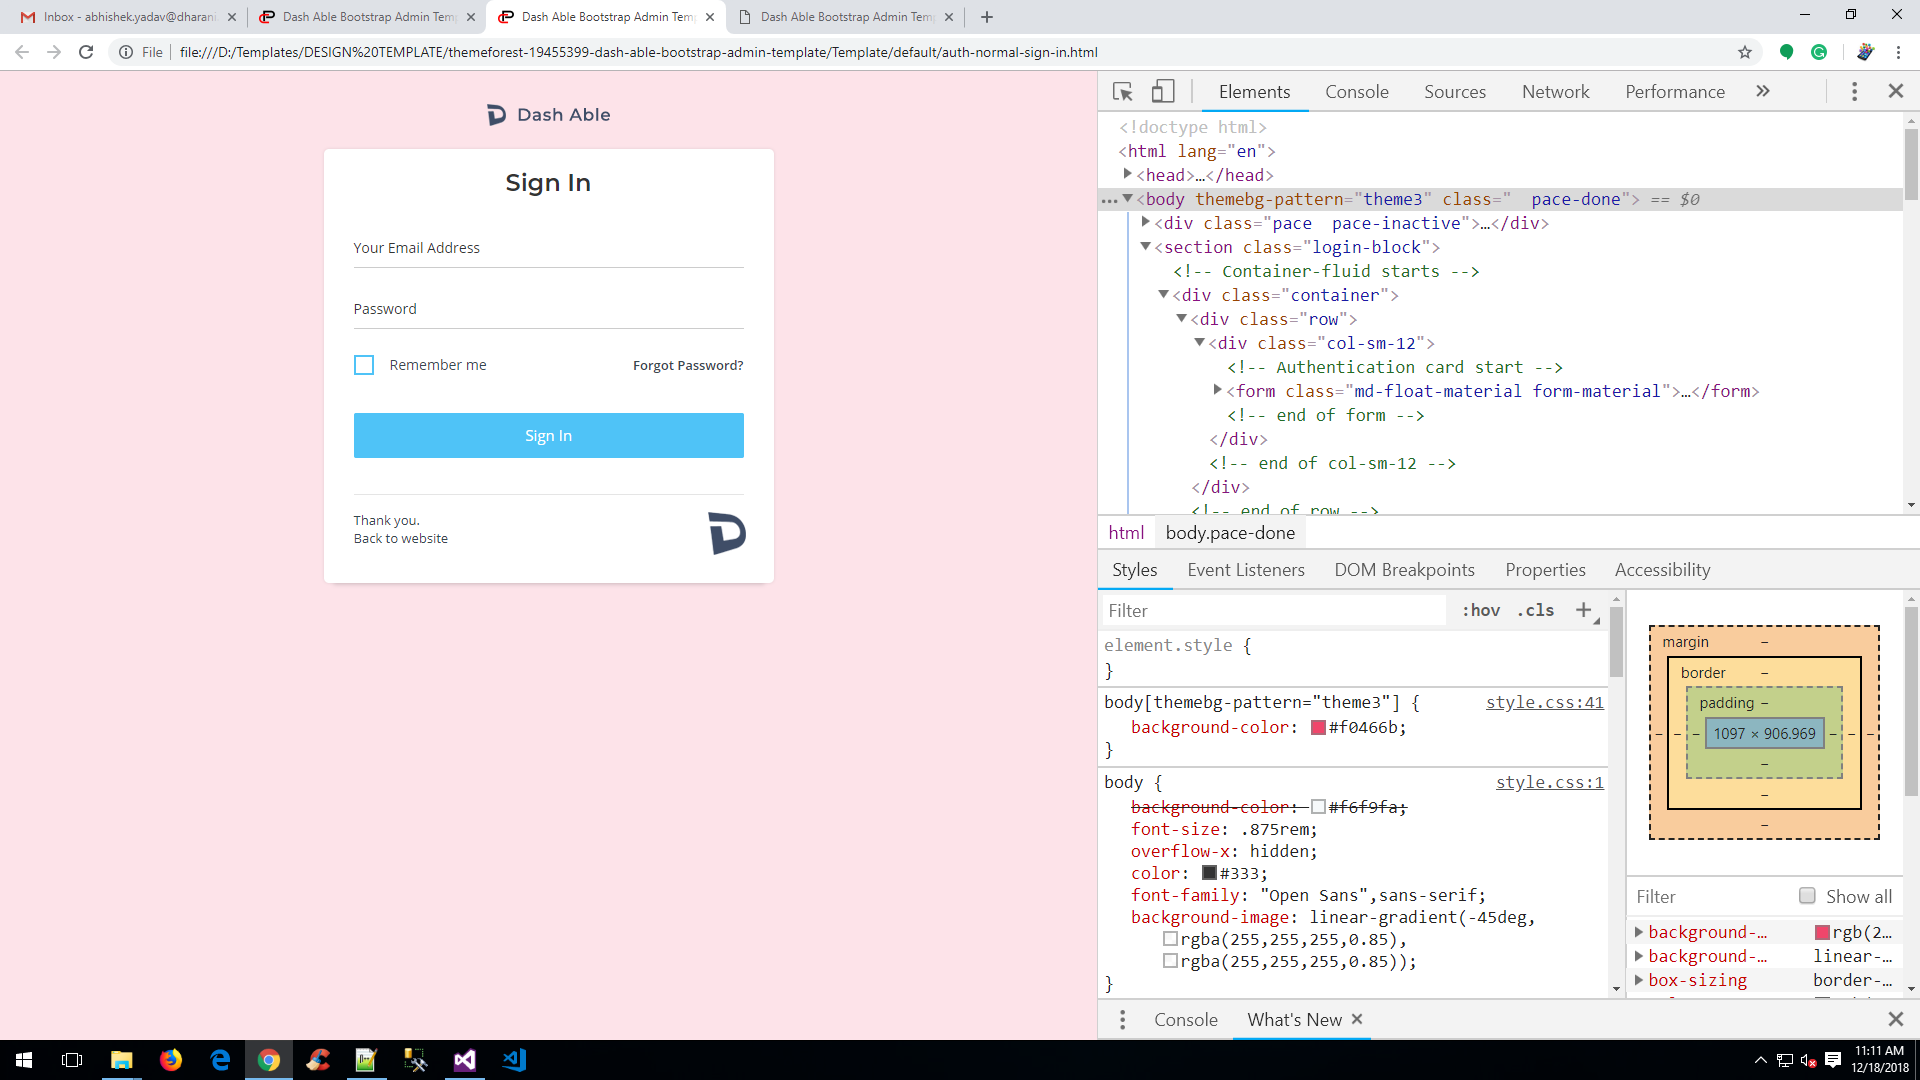 Inbox - abhishek.yadav@dharani
Dash Able Bootstrap Admin Temp
Dash Able Bootstrap Admin Temp
Dash Able Bootstrap Admin Temp
File
file:///D:/Templates/DESIGN%20TEMPLATE/themeforest-19455399-dash-able-bootstrap-admin-template/Template/default/auth-normal-sign-in.html
Dash Able
Sign In
Your Email Address
Password
Remember me
Forgot Password?
Sign In
Thank you.
Back to website
Elements Console Sources Network Performance »
<!doctype html>
<html lang="en">
<head>…</head>
<body themebg-pattern="theme3" class="  pace-done"> == $0
<div class="pace  pace-inactive">…</div>
<section class="login-block">
<!-- Container-fluid starts -->
<div class="container">
<div class="row">
<div class="col-sm-12">
<!-- Authentication card start -->
<form class="md-float-material form-material">…</form>
<!-- end of form -->
</div>
<!-- end of col-sm-12 -->
</div>
<!-- end of row -->
html body.pace-done
Styles Event Listeners DOM Breakpoints Properties Accessibility
Filter :hov .cls +
element.style {
}
body[themebg-pattern="theme3"] { style.css:41
background-color: #f0466b;
}
body { style.css:1
background-color: #f6f9fa;
font-size: .875rem;
overflow-x: hidden;
color: #333;
font-family: "Open Sans",sans-serif;
background-image: linear-gradient(-45deg,
rgba(255,255,255,0.85),
rgba(255,255,255,0.85));
}
margin –
border –
padding –
– – – 1097 × 906.969 – – –
–
–
–
Filter Show all
background-… rgb(2…
background-… linear-…
box-sizing border-…
Console What's New
11:11 AM
12/18/2018